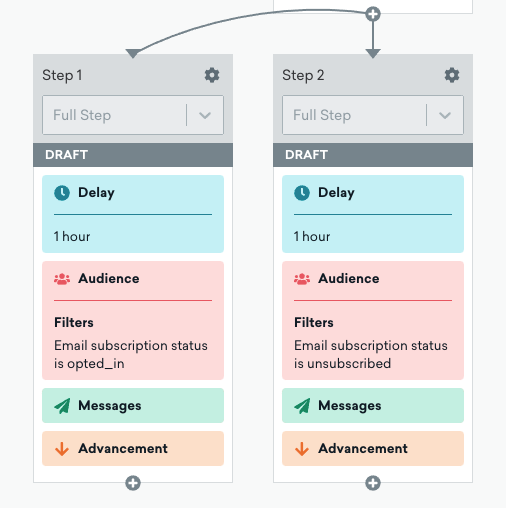 Step 1
Full Step
DRAFT
Delay
1 hour
Audience
Filters
Email subscription status
is opted_in
Messages
Advancement
Step 2
Full Step
DRAFT
Delay
1 hour
Audience
Filters
Email subscription status
is unsubscribed
Messages
Advancement